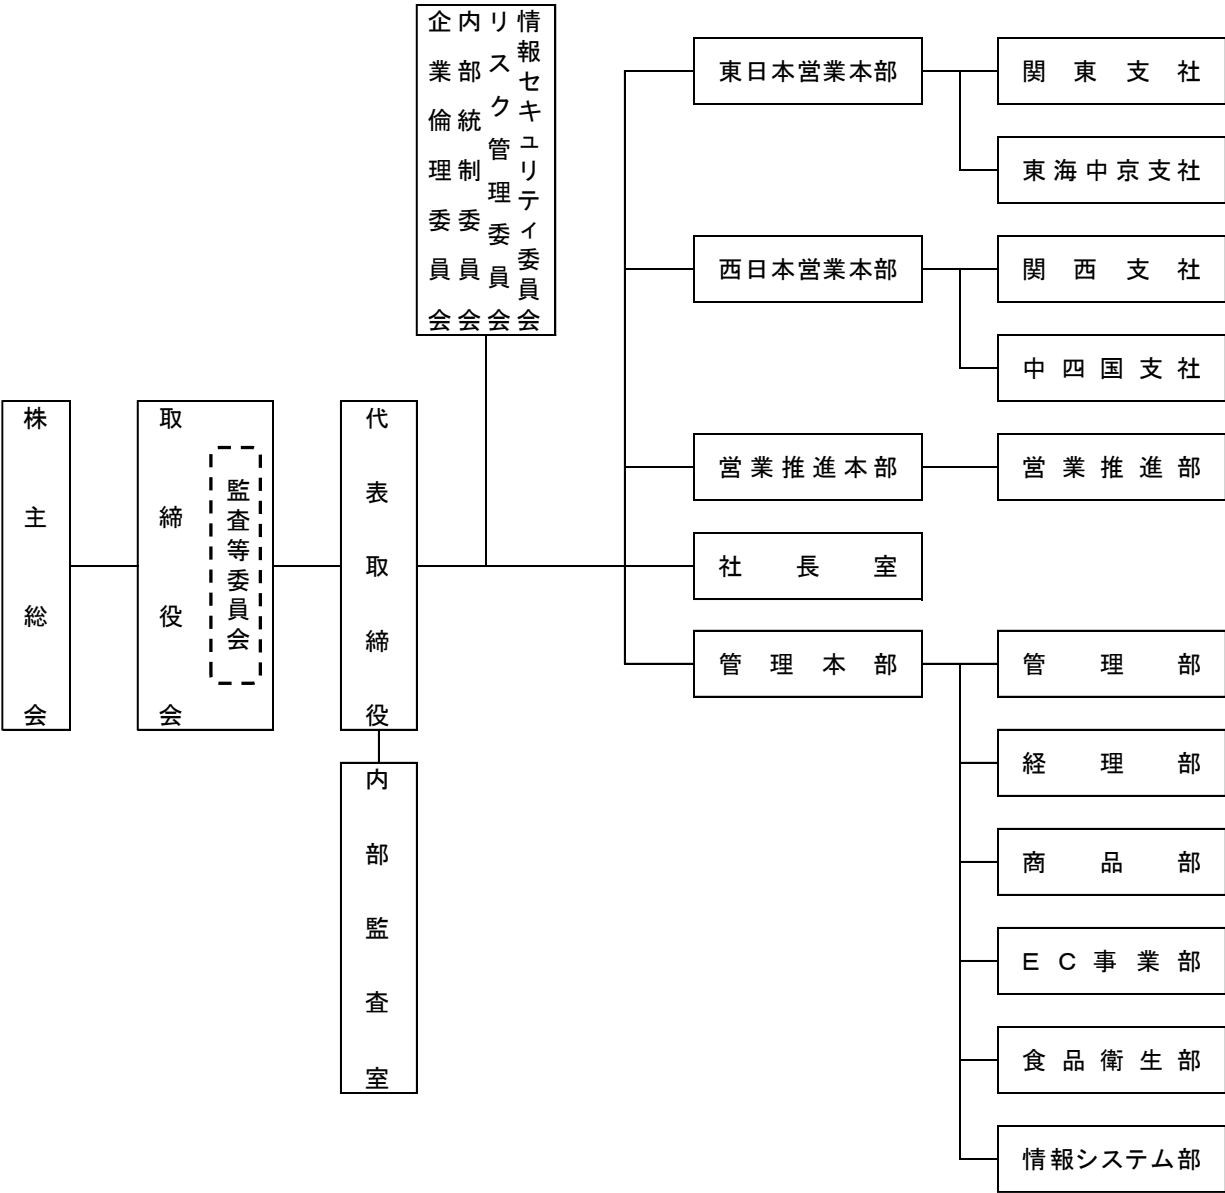 株主総会
取締役会
監査等委員会
代表取締役
内部監査室
情報セキュリティ委員会
リスク管理委員会
内部統制委員会
企業倫理委員会
東日本営業本部
関東支社
東海中京支社
西日本営業本部
関西支社
中四国支社
営業推進本部
営業推進部
社長室
管理本部
管理部
経理部
商品部
EC事業部
食品衛生部
情報システム部